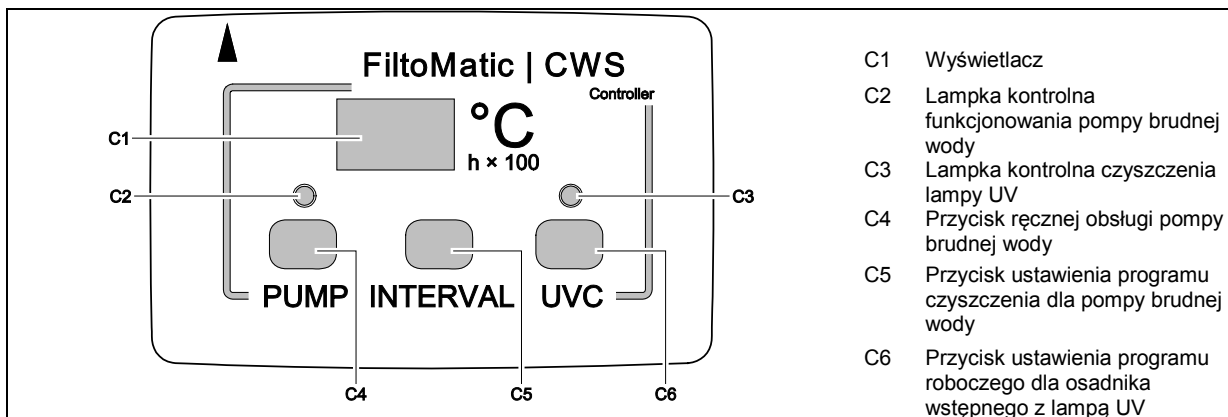 FiltoMatic | CWS
Controller
°C
h × 100
C1
C2
C3
PUMP INTERVAL UVC
C4
C5
C6
C1 Wyświetlacz
C2 Lampka kontrolna
funkcjonowania pompy brudnej
wody
C3 Lampka kontrolna czyszczenia
lampy UV
C4 Przycisk ręcznej obsługi pompy
brudnej wody
C5 Przycisk ustawienia programu
czyszczenia dla pompy brudnej
wody
C6 Przycisk ustawienia programu
roboczego dla osadnika
wstępnego z lampą UV